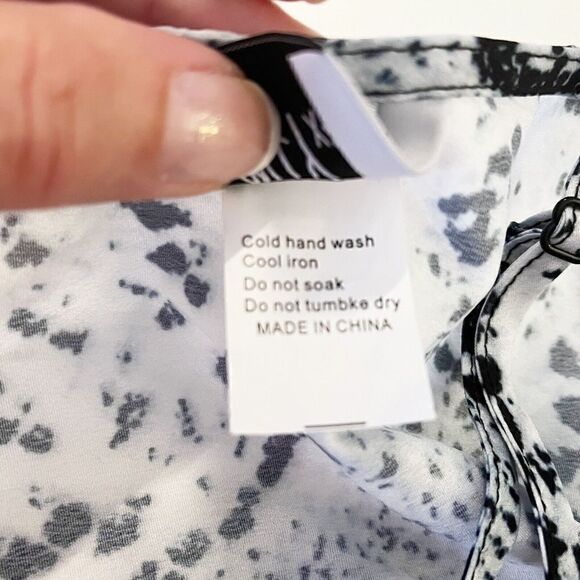 Cold hand wash
Cool iron
Do not soak
Do not tumbke dry
MADE IN CHINA